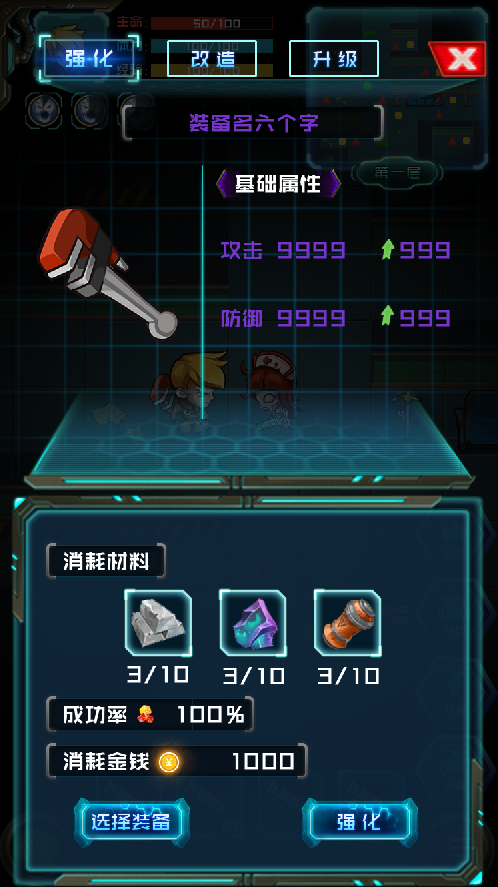 生命: 50/100
100/100
强化 改造 升级
装备名六个字
第一层
基础属性
攻击 9999 999
防御 9999 999
消耗材料
3/10 3/10 3/10
成功率 100%
消耗金钱 1000
选择装备 强化